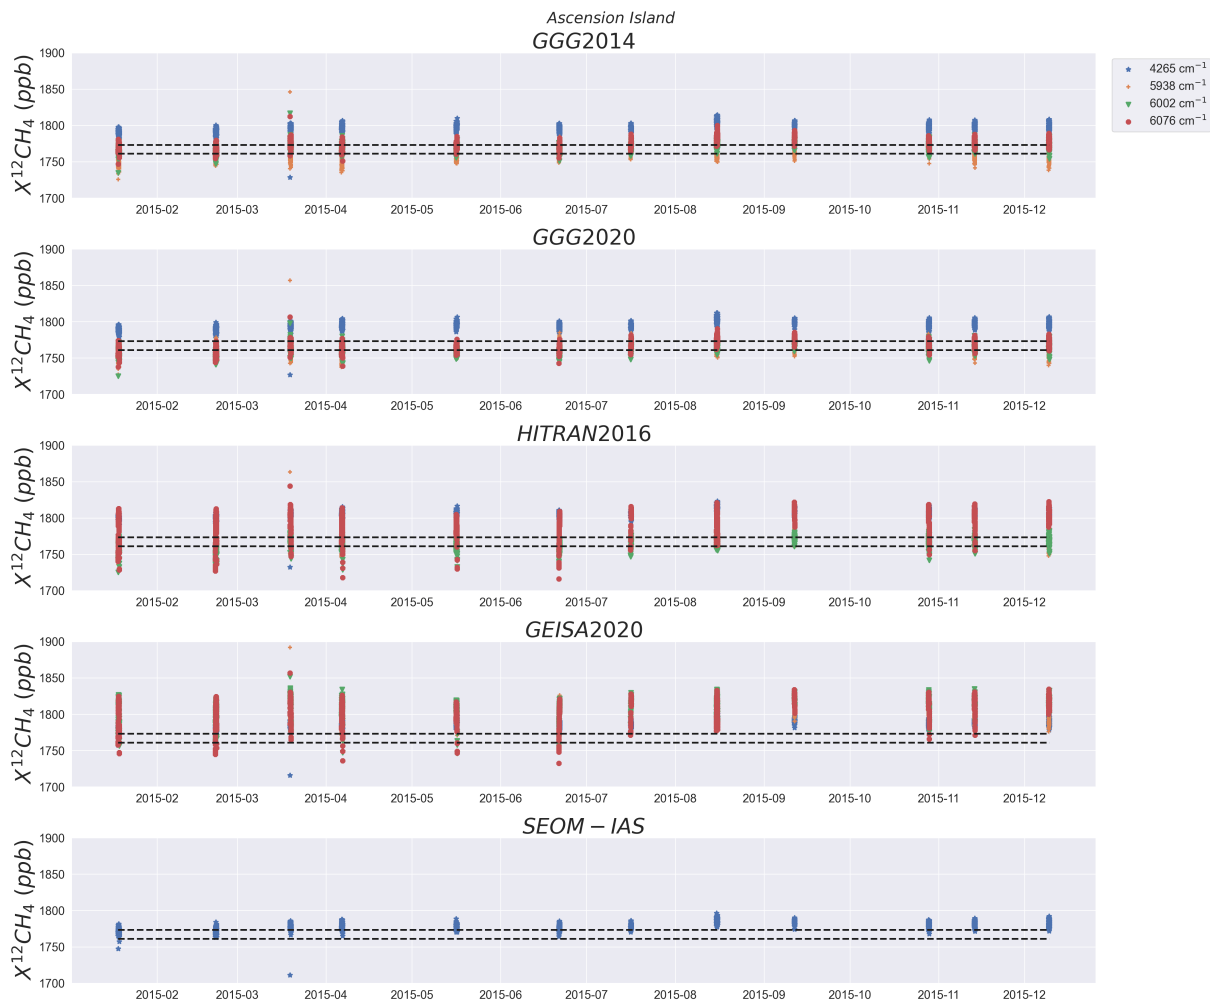 Ascension Island
GGG2014
X¹²CH₄ (ppb)
1900
1850
1800
1750
1700
2015-02 2015-03 2015-04 2015-05 2015-06 2015-07 2015-08 2015-09 2015-10 2015-11 2015-12
4265 cm⁻¹
5938 cm⁻¹
6002 cm⁻¹
6076 cm⁻¹
GGG2020
X¹²CH₄ (ppb)
1900
1850
1800
1750
1700
2015-02 2015-03 2015-04 2015-05 2015-06 2015-07 2015-08 2015-09 2015-10 2015-11 2015-12
HITRAN2016
X¹²CH₄ (ppb)
1900
1850
1800
1750
1700
2015-02 2015-03 2015-04 2015-05 2015-06 2015-07 2015-08 2015-09 2015-10 2015-11 2015-12
GEISA2020
X¹²CH₄ (ppb)
1900
1850
1800
1750
1700
2015-02 2015-03 2015-04 2015-05 2015-06 2015-07 2015-08 2015-09 2015-10 2015-11 2015-12
SEOM − IAS
X¹²CH₄ (ppb)
1900
1850
1800
1750
1700
2015-02 2015-03 2015-04 2015-05 2015-06 2015-07 2015-08 2015-09 2015-10 2015-11 2015-12